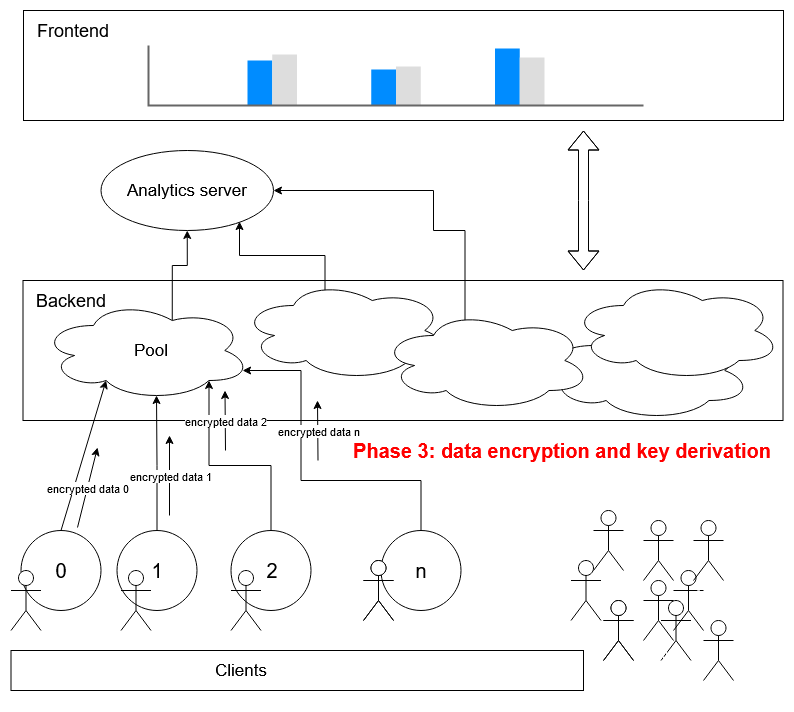 Frontend
Analytics server
Backend
Pool
encrypted data 2
encrypted data n
Phase 3: data encryption and key derivation
encrypted data 1
encrypted data 0
0
1
2
n
Clients